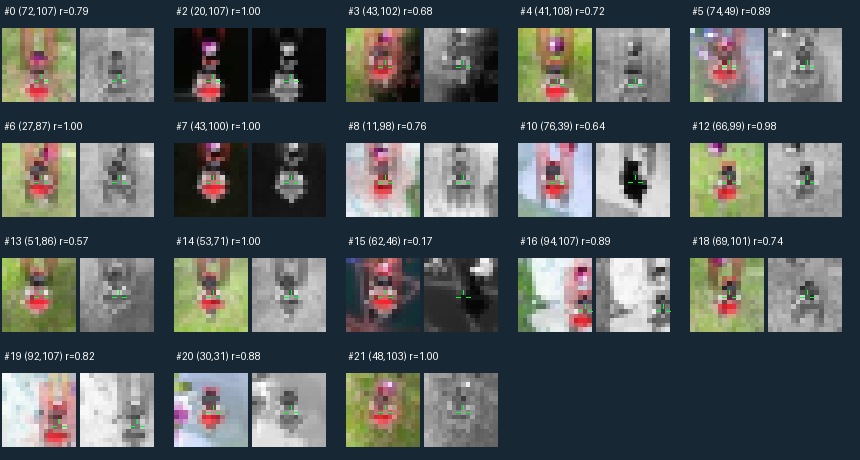 #0 (72,107) r=0.79 #2 (20,107) r=1.00 #3 (43,102) r=0.68 #4 (41,108) r=0.72 #5 (74,49) r=0.89
#6 (27,87) r=1.00 #7 (43,100) r=1.00 #8 (11,98) r=0.76 #10 (76,39) r=0.64 #12 (66,99) r=0.98
#13 (51,86) r=0.57 #14 (53,71) r=1.00 #15 (62,46) r=0.17 #16 (94,107) r=0.89 #18 (69,101) r=0.74
#19 (92,107) r=0.82 #20 (30,31) r=0.88 #21 (48,103) r=1.00